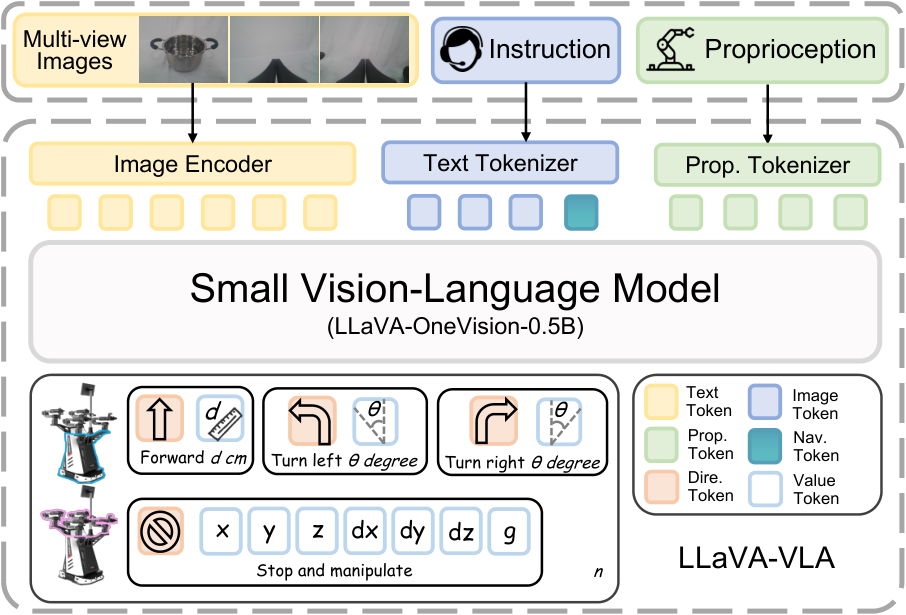 Multi-view
Images
Instruction
Proprioception
Image Encoder
Text Tokenizer
Prop. Tokenizer
Small Vision-Language Model
(LLaVA-OneVision-0.5B)
d
Forward d cm
θ
Turn left θ degree
θ
Turn right θ degree
x y z dx dy dz g
Stop and manipulate
n
Text
Token
Image
Token
Prop.
Token
Nav.
Token
Dire.
Token
Value
Token
LLaVA-VLA